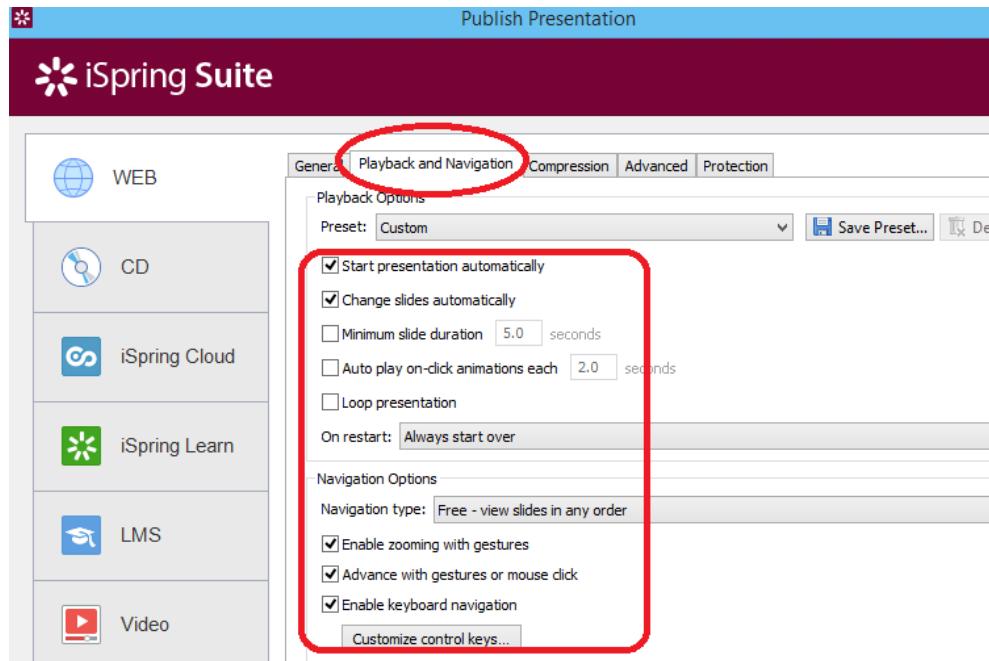 Publish Presentation
iSpring Suite
WEB
CD
iSpring Cloud
iSpring Learn
LMS
Video
General Playback and Navigation Compression Advanced Protection
Playback Options
Preset: Custom Save Preset... De
Start presentation automatically
Change slides automatically
Minimum slide duration 5.0 seconds
Auto play on-click animations each 2.0 seconds
Loop presentation
On restart: Always start over
Navigation Options
Navigation type: Free - view slides in any order
Enable zooming with gestures
Advance with gestures or mouse click
Enable keyboard navigation
Customize control keys...